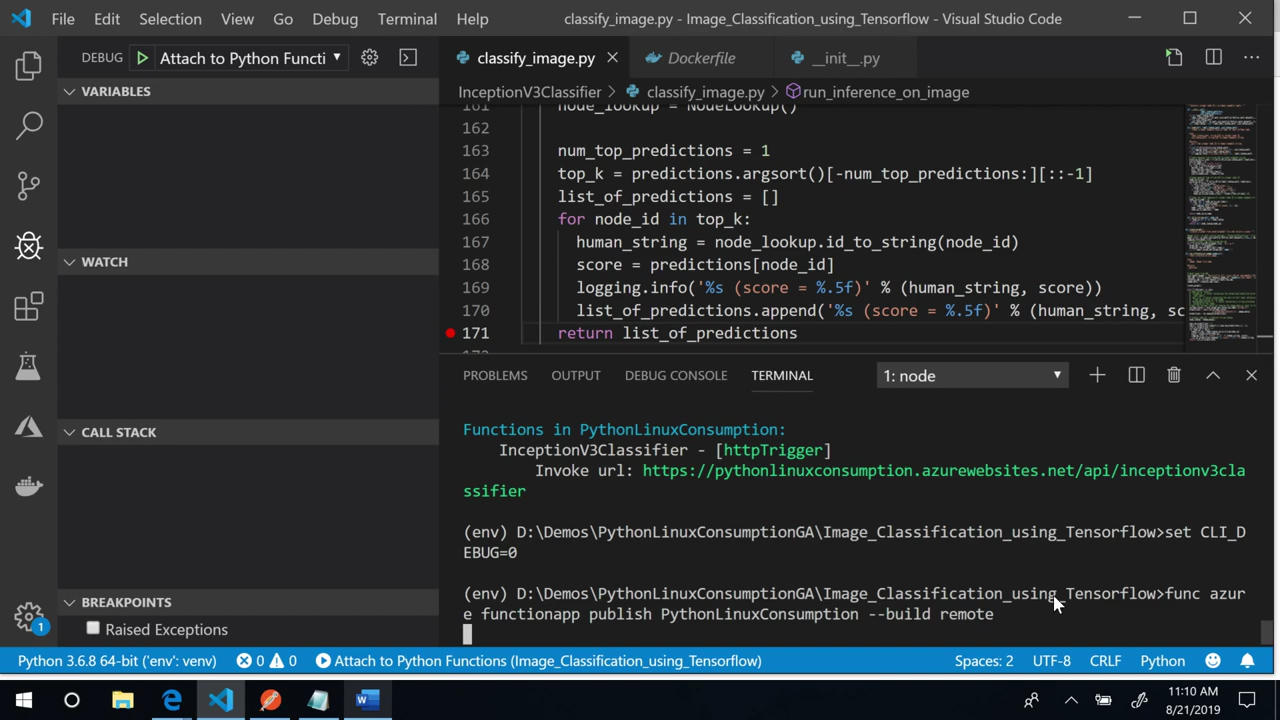 File Edit Selection View Go Debug Terminal Help classify_image.py - Image_Classification_using_Tensorflow - Visual Studio Code
DEBUG Attach to Python Functi
classify_image.py Dockerfile __init__.py
VARIABLES
InceptionV3Classifier > classify_image.py > run_inference_on_image
161 node_lookup = NodeLookup()
162
163 num_top_predictions = 1
164 top_k = predictions.argsort()[-num_top_predictions:][::-1]
165 list_of_predictions = []
166 for node_id in top_k:
167 human_string = node_lookup.id_to_string(node_id)
168 score = predictions[node_id]
169 logging.info('%s (score = %.5f)' % (human_string, score))
170 list_of_predictions.append('%s (score = %.5f)' % (human_string, sc
171 return list_of_predictions
WATCH
CALL STACK
BREAKPOINTS
Raised Exceptions
PROBLEMS OUTPUT DEBUG CONSOLE TERMINAL 1: node
Functions in PythonLinuxConsumption:
InceptionV3Classifier - [httpTrigger]
Invoke url: https://pythonlinuxconsumption.azurewebsites.net/api/inceptionv3cla
ssifier
(env) D:\Demos\PythonLinuxConsumptionGA\Image_Classification_using_Tensorflow>set CLI_D
EBUG=0
(env) D:\Demos\PythonLinuxConsumptionGA\Image_Classification_using_Tensorflow>func azur
e functionapp publish PythonLinuxConsumption --build remote
1
Python 3.6.8 64-bit ('env': venv) 0 0 Attach to Python Functions (Image_Classification_using_Tensorflow) Spaces: 2 UTF-8 CRLF Python
11:10 AM
8/21/2019